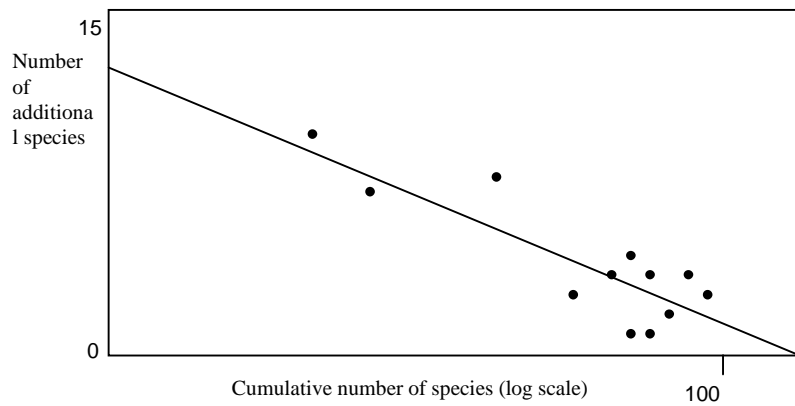 15
Number
of
additiona
l species
0
Cumulative number of species (log scale)
100